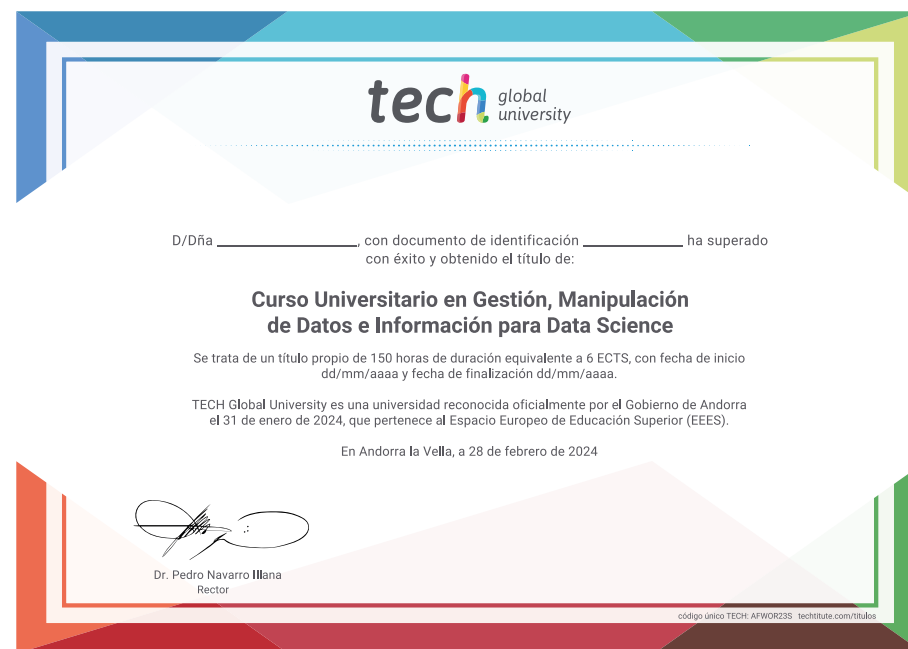 tech global university
D/Dña ____________, con documento de identificación ____________ ha superado
con éxito y obtenido el título de:
Curso Universitario en Gestión, Manipulación
de Datos e Información para Data Science
Se trata de un título propio de 150 horas de duración equivalente a 6 ECTS, con fecha de inicio
dd/mm/aaaa y fecha de finalización dd/mm/aaaa.
TECH Global University es una universidad reconocida oficialmente por el Gobierno de Andorra
el 31 de enero de 2024, que pertenece al Espacio Europeo de Educación Superior (EEES).
En Andorra la Vella, a 28 de febrero de 2024
Dr. Pedro Navarro Illana
Rector
código único TECH: AFWOR23S techtitute.com/titulos